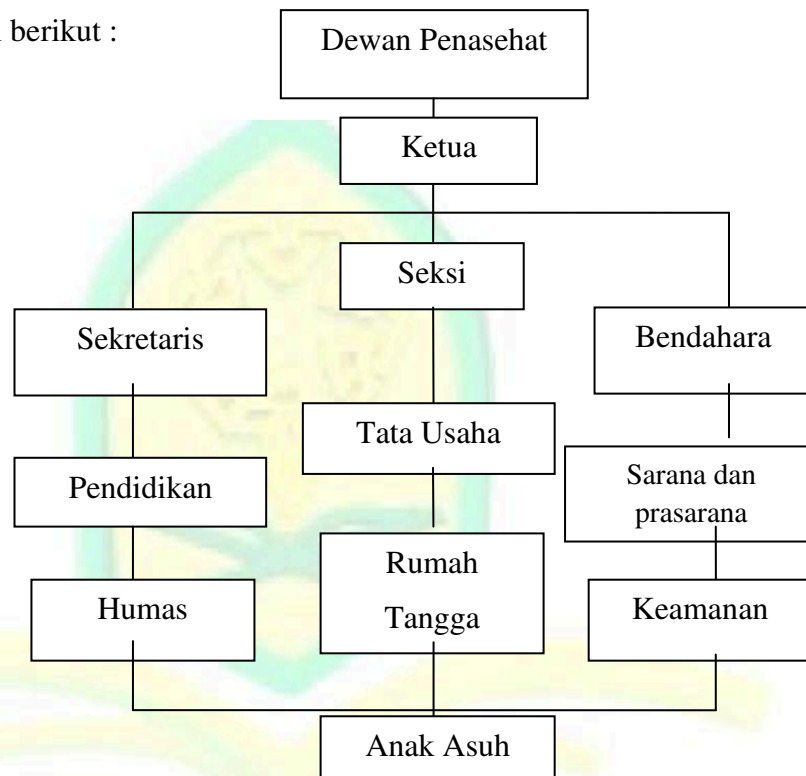 berikut :
Dewan Penasehat
Ketua
Seksi
Sekretaris
Bendahara
Tata Usaha
Pendidikan
Sarana dan
prasarana
Rumah
Tangga
Humas
Keamanan
Anak Asuh